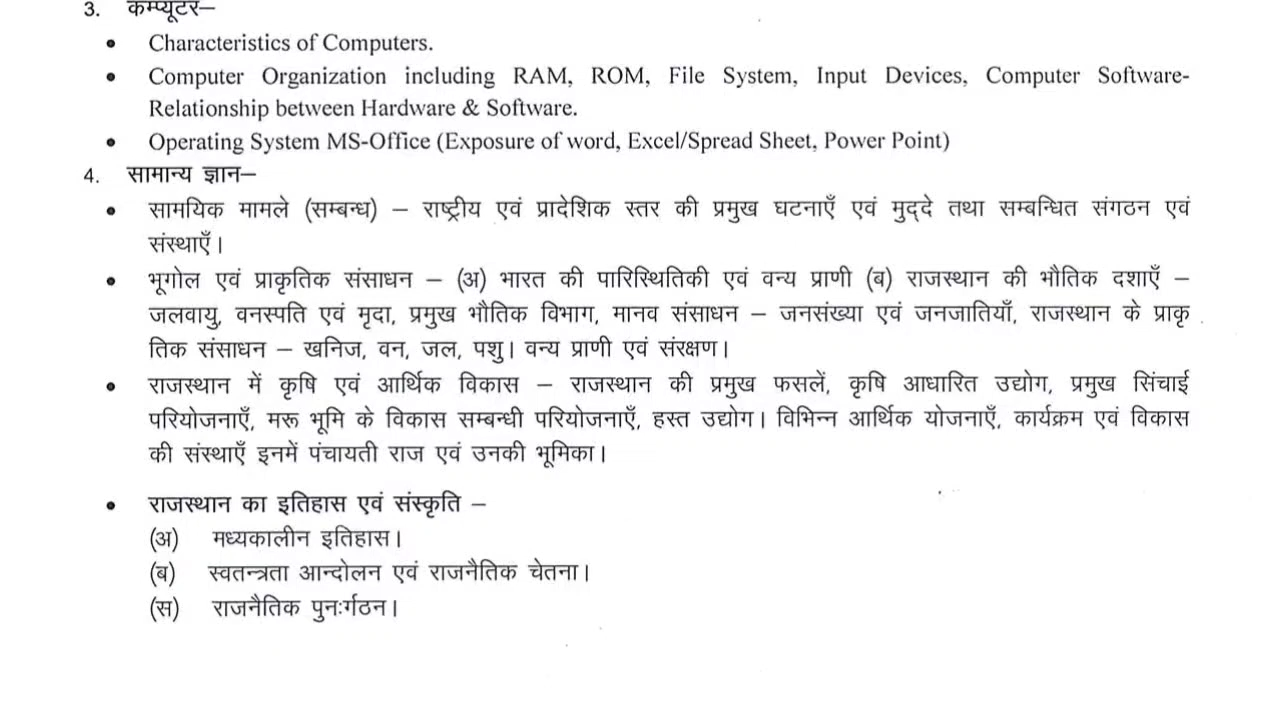 3. कम्प्यूटर–
• Characteristics of Computers.
• Computer Organization including RAM, ROM, File System, Input Devices, Computer Software-
Relationship between Hardware & Software.
• Operating System MS-Office (Exposure of word, Excel/Spread Sheet, Power Point)
4. सामान्य ज्ञान–
• सामयिक मामले (सम्बन्ध) – राष्ट्रीय एवं प्रादेशिक स्तर की प्रमुख घटनाएँ एवं मुद्दे तथा सम्बन्धित संगठन एवं
संस्थाएँ।
• भूगोल एवं प्राकृतिक संसाधन – (अ) भारत की पारिस्थितिकी एवं वन्य प्राणी (ब) राजस्थान की भौतिक दशाएँ –
जलवायु, वनस्पति एवं मृदा, प्रमुख भौतिक विभाग, मानव संसाधन – जनसंख्या एवं जनजातियाँ, राजस्थान के प्राकृ
तिक संसाधन – खनिज, वन, जल, पशु। वन्य प्राणी एवं संरक्षण।
• राजस्थान में कृषि एवं आर्थिक विकास – राजस्थान की प्रमुख फसलें, कृषि आधारित उद्योग, प्रमुख सिंचाई
परियोजनाएँ, मरू भूमि के विकास सम्बन्धी परियोजनाएँ, हस्त उद्योग। विभिन्न आर्थिक योजनाएँ, कार्यक्रम एवं विकास
की संस्थाएँ इनमें पंचायती राज एवं उनकी भूमिका।
• राजस्थान का इतिहास एवं संस्कृति –
(अ) मध्यकालीन इतिहास।
(ब) स्वतन्त्रता आन्दोलन एवं राजनैतिक चेतना।
(स) राजनैतिक पुनःर्गठन।